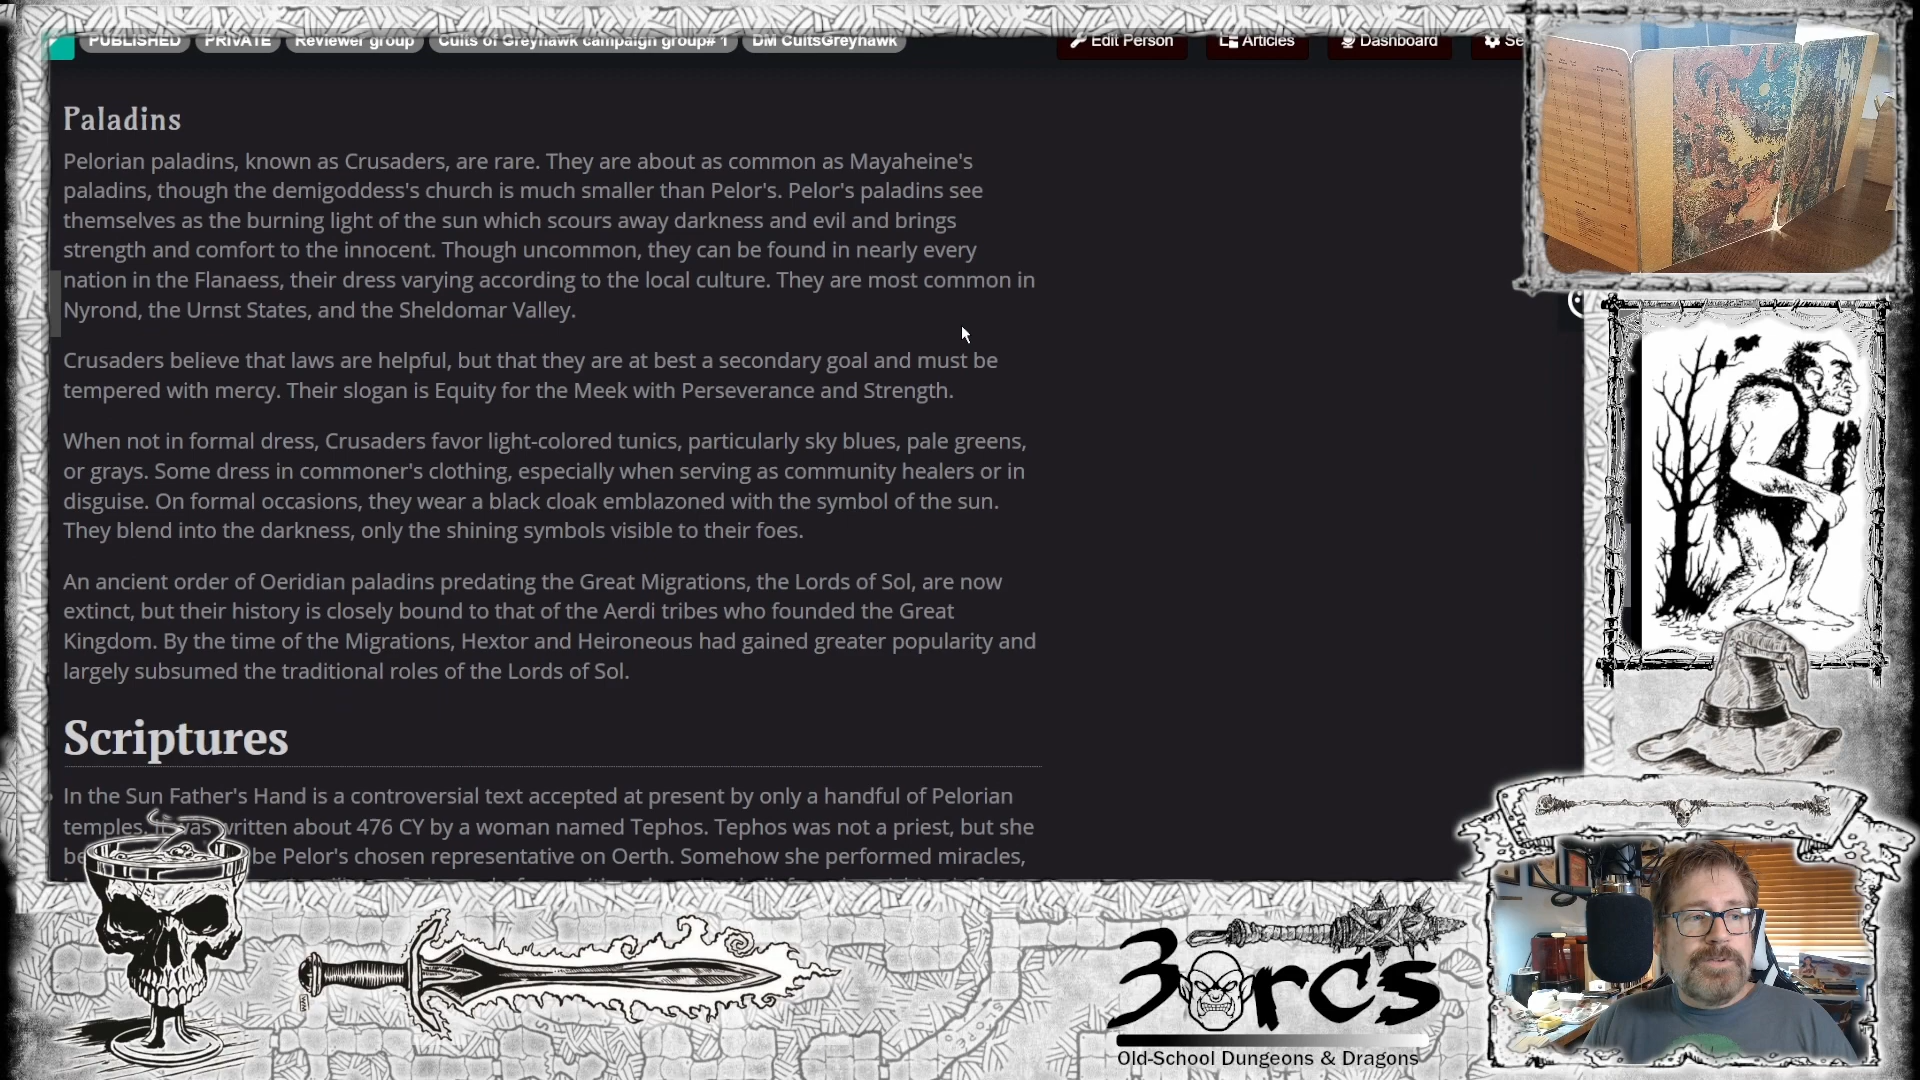 PUBLISHED PRIVATE Reviewer group Cults of Greyhawk campaign group# 1 DM CultsGreyhawk
Edit Person Articles Dashboard Se
Paladins
Pelorian paladins, known as Crusaders, are rare. They are about as common as Mayaheine's
paladins, though the demigoddess's church is much smaller than Pelor's. Pelor's paladins see
themselves as the burning light of the sun which scours away darkness and evil and brings
strength and comfort to the innocent. Though uncommon, they can be found in nearly every
nation in the Flanaess, their dress varying according to the local culture. They are most common in
Nyrond, the Urnst States, and the Sheldomar Valley.
Crusaders believe that laws are helpful, but that they are at best a secondary goal and must be
tempered with mercy. Their slogan is Equity for the Meek with Perseverance and Strength.
When not in formal dress, Crusaders favor light-colored tunics, particularly sky blues, pale greens,
or grays. Some dress in commoner's clothing, especially when serving as community healers or in
disguise. On formal occasions, they wear a black cloak emblazoned with the symbol of the sun.
They blend into the darkness, only the shining symbols visible to their foes.
An ancient order of Oeridian paladins predating the Great Migrations, the Lords of Sol, are now
extinct, but their history is closely bound to that of the Aerdi tribes who founded the Great
Kingdom. By the time of the Migrations, Hextor and Heironeous had gained greater popularity and
largely subsumed the traditional roles of the Lords of Sol.
Scriptures
In the Sun Father's Hand is a controversial text accepted at present by only a handful of Pelorian
temples. written about 476 CY by a woman named Tephos. Tephos was not a priest, but she
be Pelor's chosen representative on Oerth. Somehow she performed miracles,
3 orcs
Old-School Dungeons & Dragons